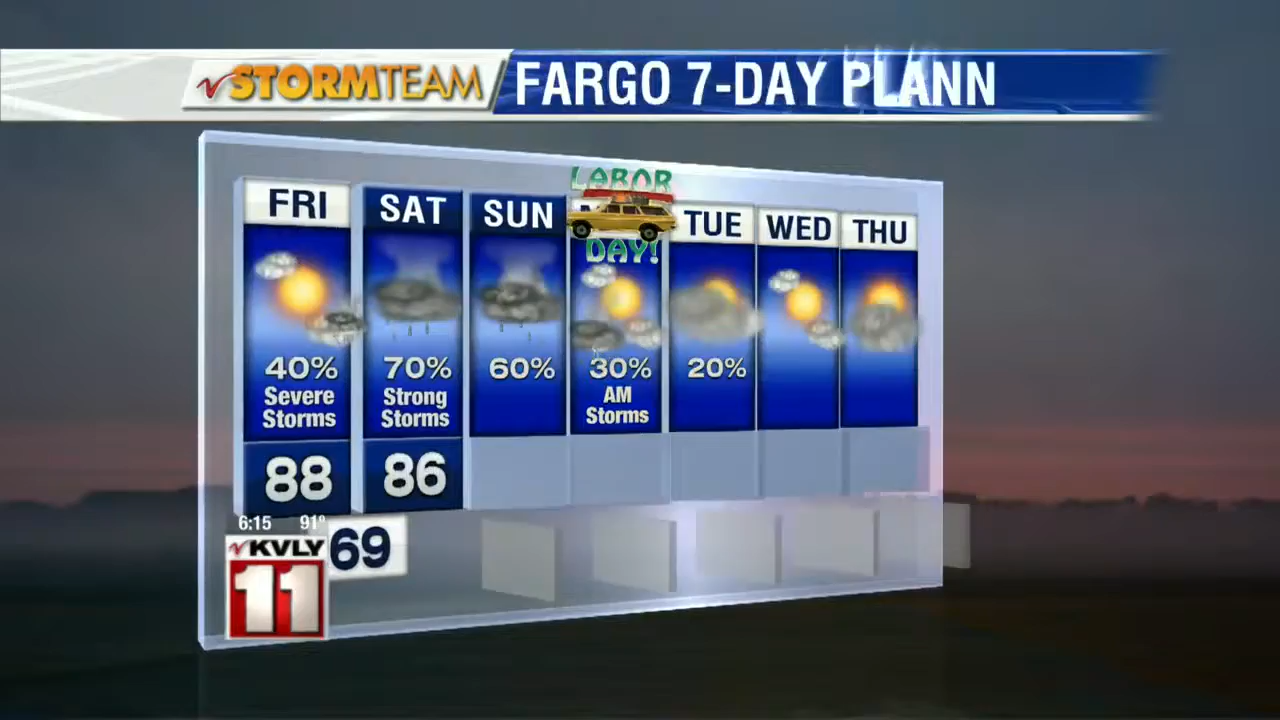 STORMTEAM
FARGO 7-DAY PLANN
LABOR
DAY!
FRI
SAT
SUN
TUE
WED
THU
40%
70%
60%
30%
20%
Severe
Storms
Strong
Storms
AM
Storms
88
86
6:15 91°
69
KVLY
11